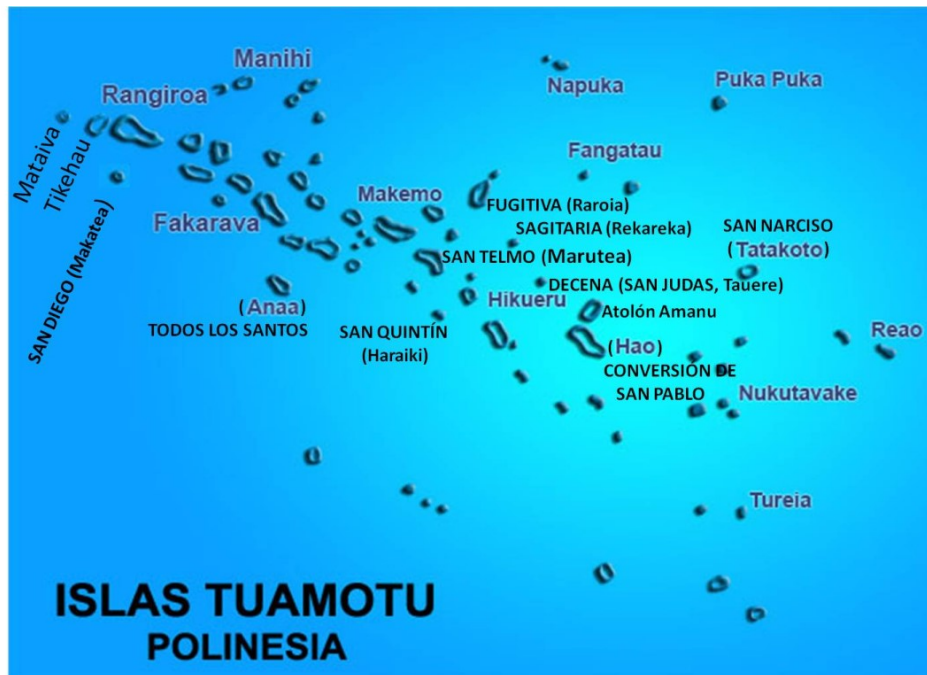 Manihi
Napuka
Puka Puka
Rangiroa
Mataiva
Tikehau
Fangatau
Makemo
Fakarava
FUGITIVA (Raroia)
SAGITARIA (Rekareka)
SAN NARCISO
(Tatakoto)
SAN TELMO (Marutea)
SAN DIEGO (Makatea)
DECENA (SAN JUDAS, Tauere)
Hikueru
(Anaa)
TODOS LOS SANTOS
Atolón Amanu
SAN QUINTÍN
(Haraiki)
Reao
(Hao)
CONVERSIÓN DE
SAN PABLO
Nukutavake
Tureia
ISLAS TUAMOTU
POLINESIA